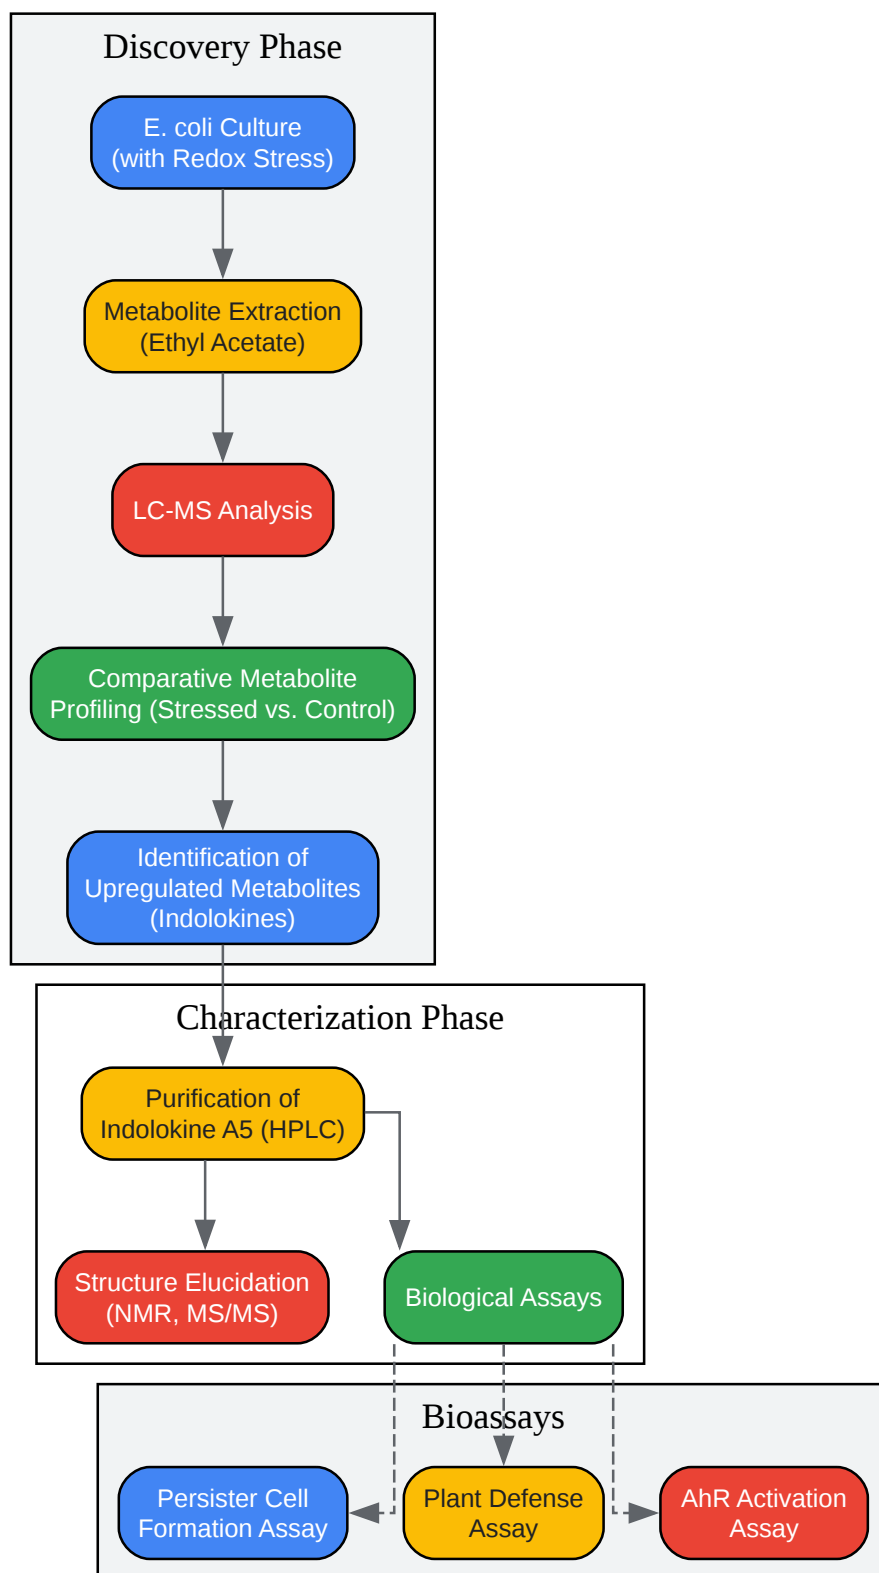 Discovery Phase
E. coli Culture
(with Redox Stress)
Metabolite Extraction
(Ethyl Acetate)
LC-MS Analysis
Comparative Metabolite
Profiling (Stressed vs. Control)
Identification of
Upregulated Metabolites
(Indolokines)
Characterization Phase
Purification of
Indolokine A5 (HPLC)
Structure Elucidation
(NMR, MS/MS)
Biological Assays
Bioassays
Persister Cell
Formation Assay
Plant Defense
Assay
AhR Activation
Assay